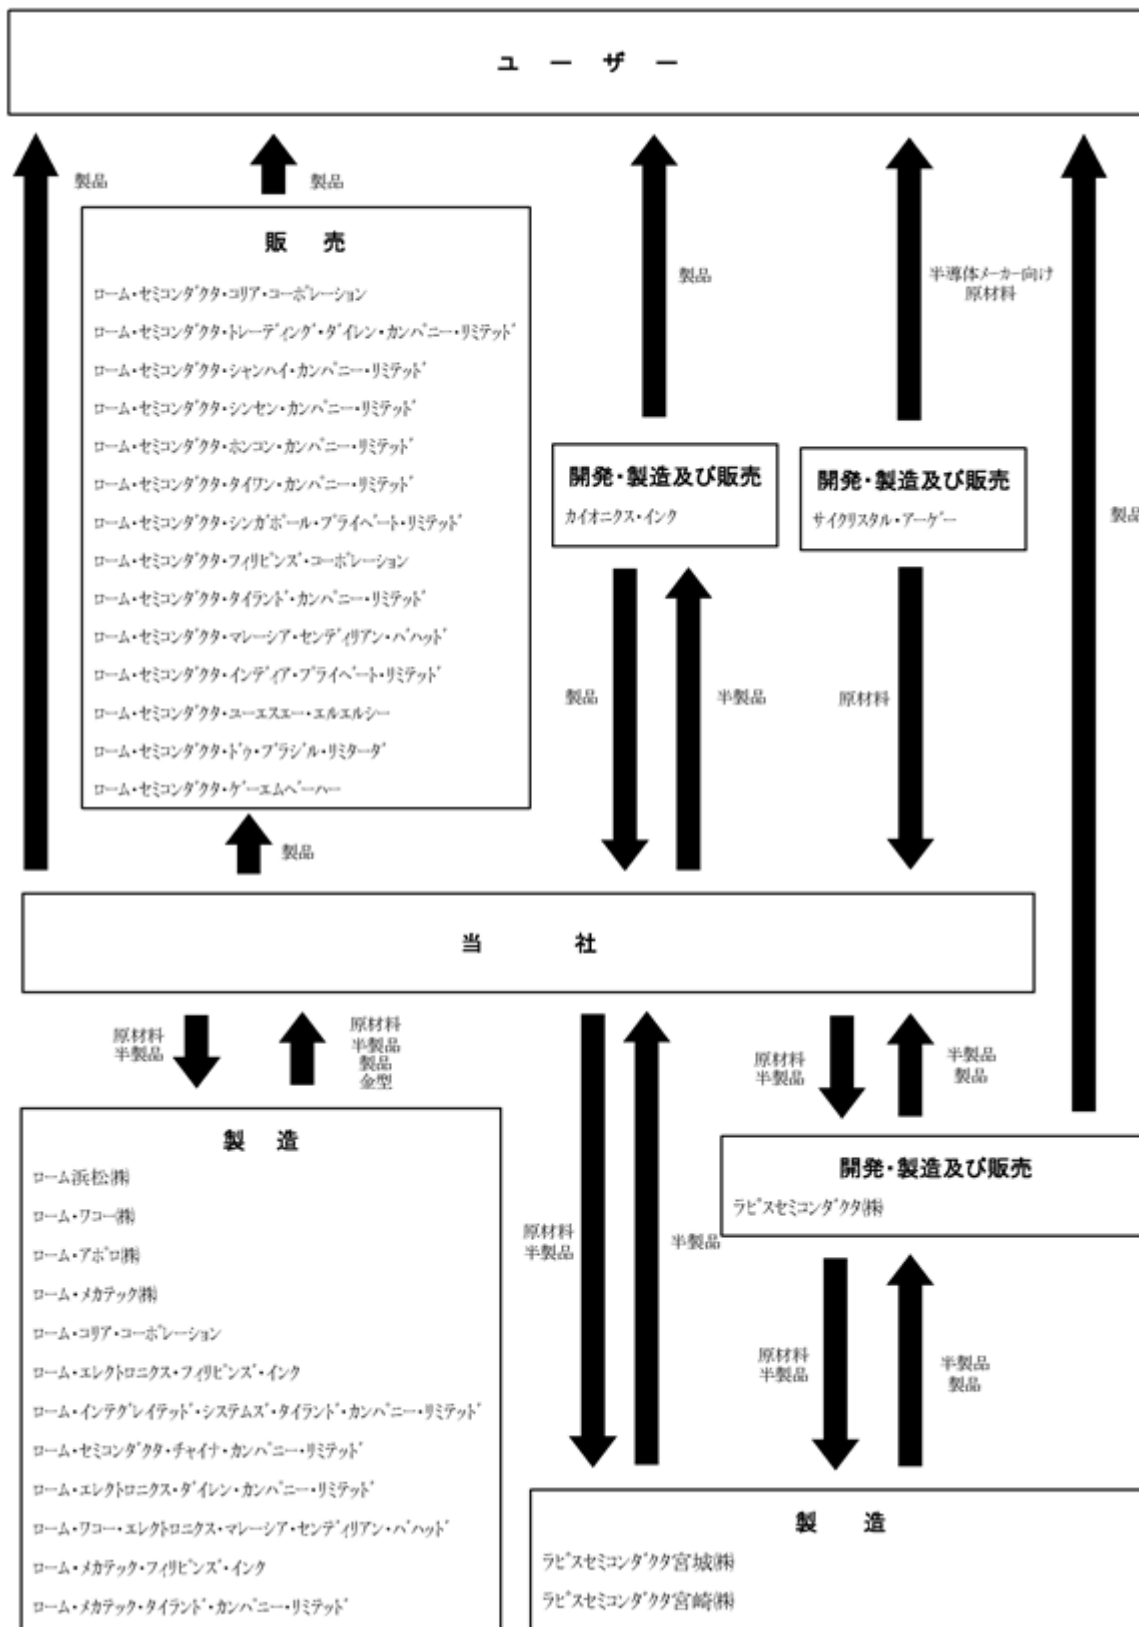 ユーザー
製品
製品
販売
ローム・セミコンダクタ・コリア・コーポレーション
ローム・セミコンダクタ・トレーディング・ダイレン・カンパニー・リミテッド
ローム・セミコンダクタ・シャンハイ・カンパニー・リミテッド
ローム・セミコンダクタ・シンセン・カンパニー・リミテッド
ローム・セミコンダクタ・ホンコン・カンパニー・リミテッド
ローム・セミコンダクタ・タイワン・カンパニー・リミテッド
ローム・セミコンダクタ・シンガポール・プライベート・リミテッド
ローム・セミコンダクタ・フィリピンズ・コーポレーション
ローム・セミコンダクタ・タイランド・カンパニー・リミテッド
ローム・セミコンダクタ・マレーシア・センディリアン・バハッド
ローム・セミコンダクタ・インディア・プライベート・リミテッド
ローム・セミコンダクタ・ユーエスエー・エルエルシー
ローム・セミコンダクタ・ドゥ・ブラジル・リミターダ
ローム・セミコンダクタ・ゲーエムベーハー
製品
製品
開発・製造及び販売
カイオニクス・インク
製品
半製品
半導体メーカー向け
原材料
開発・製造及び販売
サイクリスタル・アーゲー
原材料
製品
当社
原材料
半製品
原材料
半製品
製品
金型
製造
ローム浜松㈱
ローム・ワコー㈱
ローム・アポロ㈱
ローム・メカテック㈱
ローム・コリア・コーポレーション
ローム・エレクトロニクス・フィリピンズ・インク
ローム・インテグレイテッド・システムズ・タイランド・カンパニー・リミテッド
ローム・セミコンダクタ・チャイナ・カンパニー・リミテッド
ローム・エレクトロニクス・ダイレン・カンパニー・リミテッド
ローム・ワコー・エレクトロニクス・マレーシア・センディリアン・バハッド
ローム・メカテック・フィリピンズ・インク
ローム・メカテック・タイランド・カンパニー・リミテッド
原材料
半製品
半製品
原材料
半製品
半製品
製品
開発・製造及び販売
ラピスセミコンダクタ㈱
原材料
半製品
半製品
製品
製造
ラピスセミコンダクタ宮城㈱
ラピスセミコンダクタ宮崎㈱